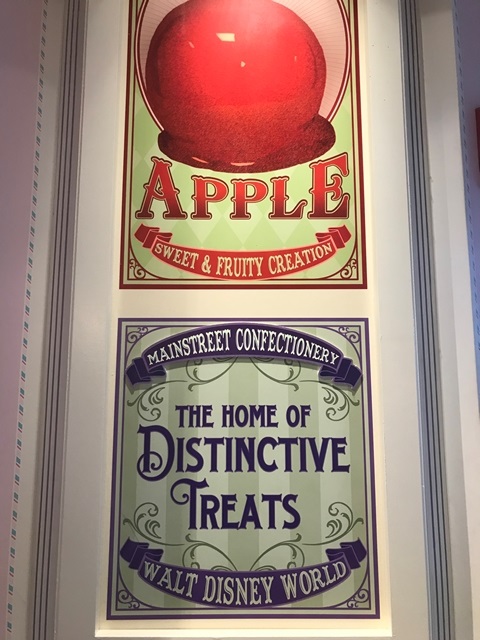 APPLE
SWEET & FRUITY CREATION
MAINSTREET CONFECTIONERY
THE HOME OF
DISTINCTIVE
TREATS
WALT DISNEY WORLD